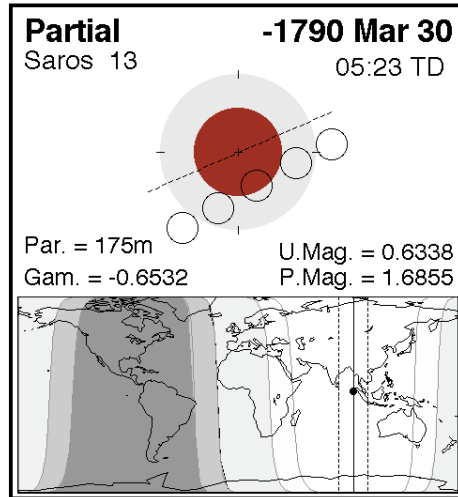 Partial -1790 Mar 30
Saros 13 05:23 TD
Par. = 175m U.Mag. = 0.6338
Gam. = -0.6532 P.Mag. = 1.6855